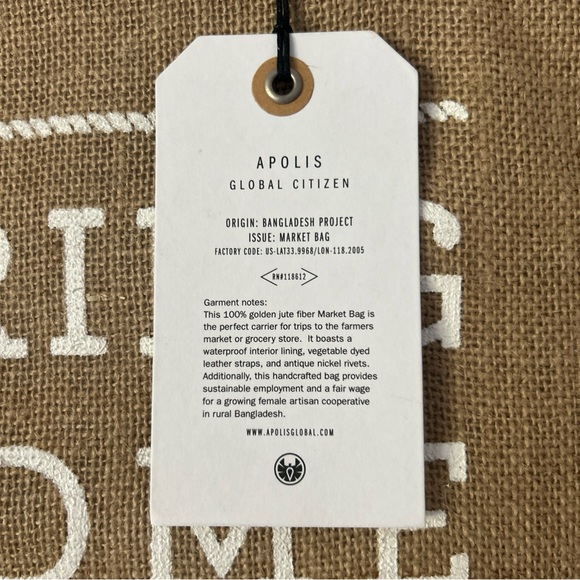 APOLIS
GLOBAL CITIZEN
ORIGIN: BANGLADESH PROJECT
ISSUE: MARKET BAG
FACTORY CODE: US-LAT33.9968/LON-118.2005
RN#118612
Garment notes:
This 100% golden jute fiber Market Bag is
the perfect carrier for trips to the farmers
market or grocery store. It boasts a
waterproof interior lining, vegetable dyed
leather straps, and antique nickel rivets.
Additionally, this handcrafted bag provides
sustainable employment and a fair wage
for a growing female artisan cooperative
in rural Bangladesh.
WWW.APOLISGLOBAL.COM